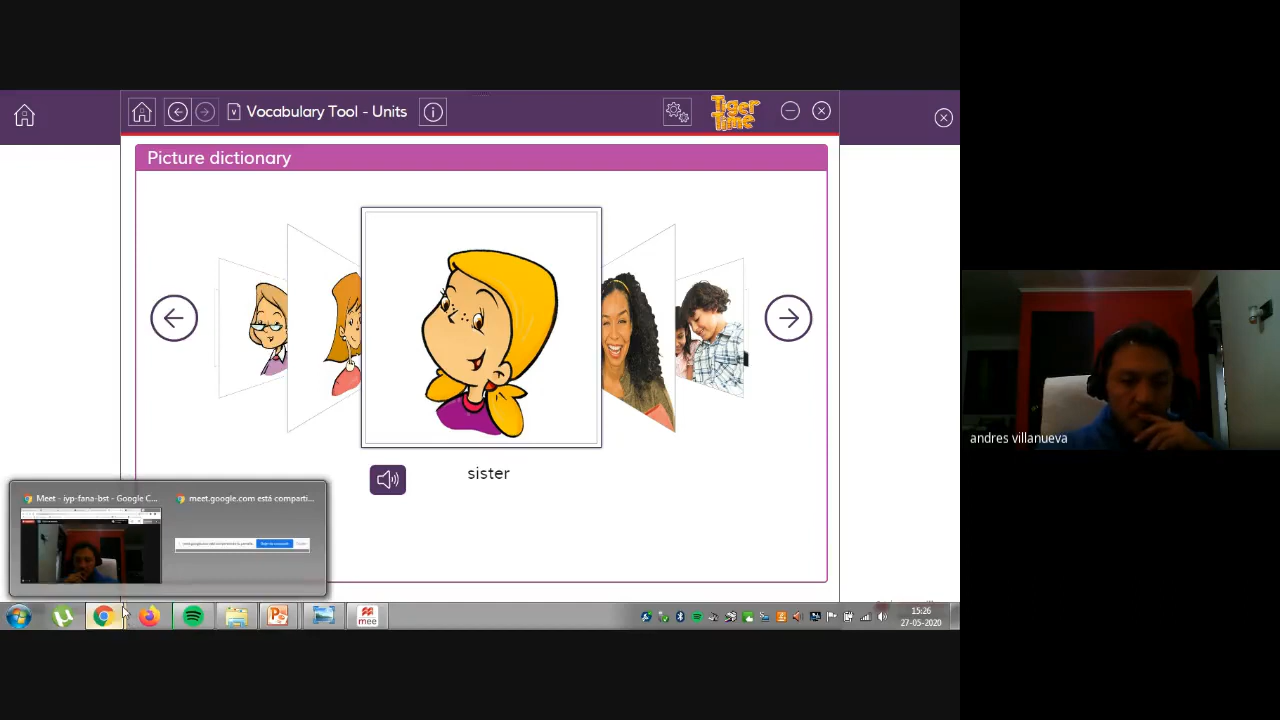 Vocabulary Tool - Units
Tiger
Time
Picture dictionary
sister
andres villanueva
Meet - iyp-fana-bst - Google C...
meet.google.com está comparti...
mee
15:26
27-05-2020